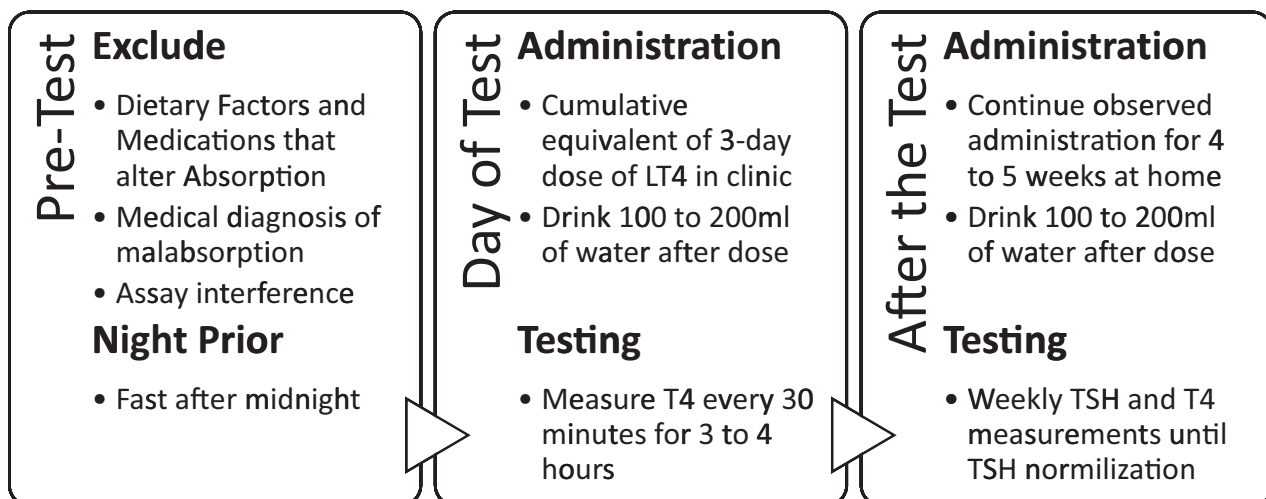 Pre-Test
Exclude
• Dietary Factors and
Medications that
alter Absorption
• Medical diagnosis of
malabsorption
• Assay interference
Night Prior
• Fast after midnight
Day of Test
Administration
• Cumulative
equivalent of 3-day
dose of LT4 in clinic
• Drink 100 to 200ml
of water after dose
Testing
• Measure T4 every 30
minutes for 3 to 4
hours
After the Test
Administration
• Continue observed
administration for 4
to 5 weeks at home
• Drink 100 to 200ml
of water after dose
Testing
• Weekly TSH and T4
measurements until
TSH normilization